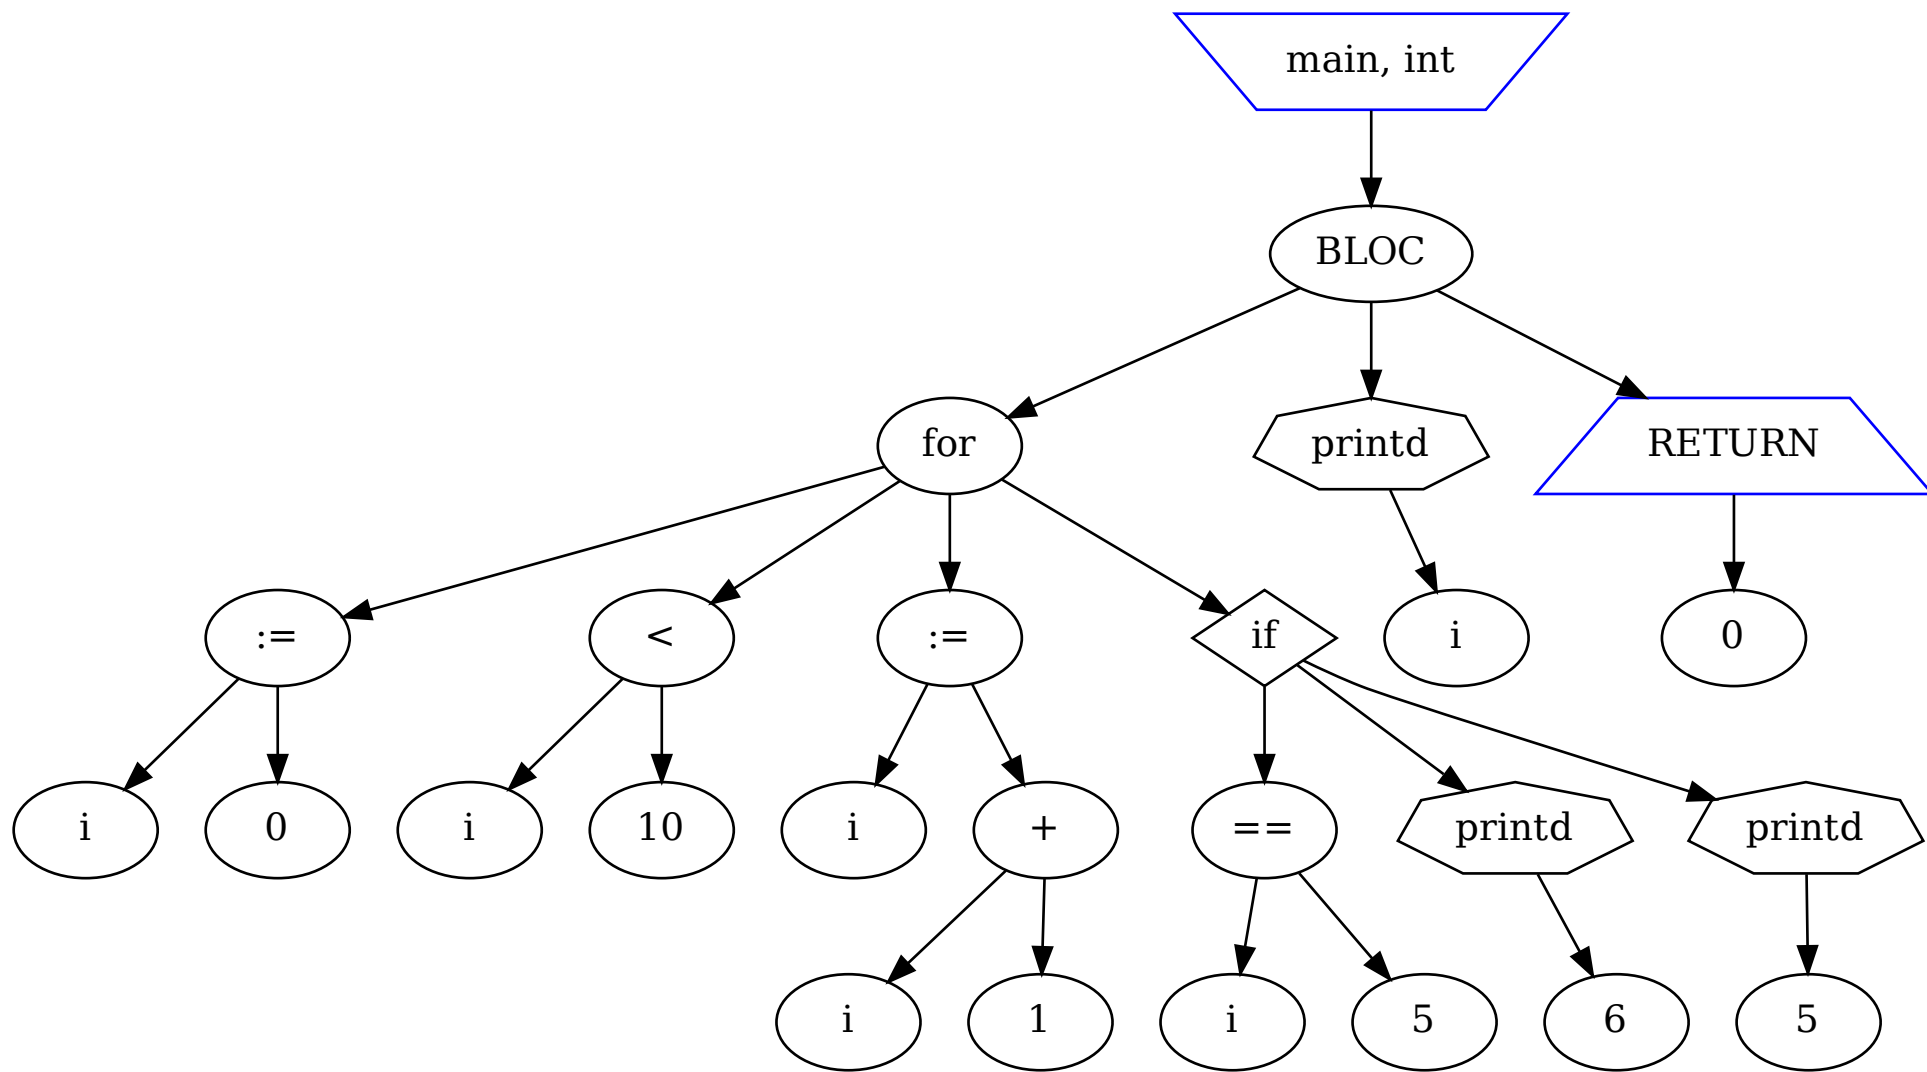 main, int
BLOC
for
printd
RETURN
:=
<
:=
if
i
0
i
0
i
10
i
+
==
printd
printd
i
1
i
5
6
5